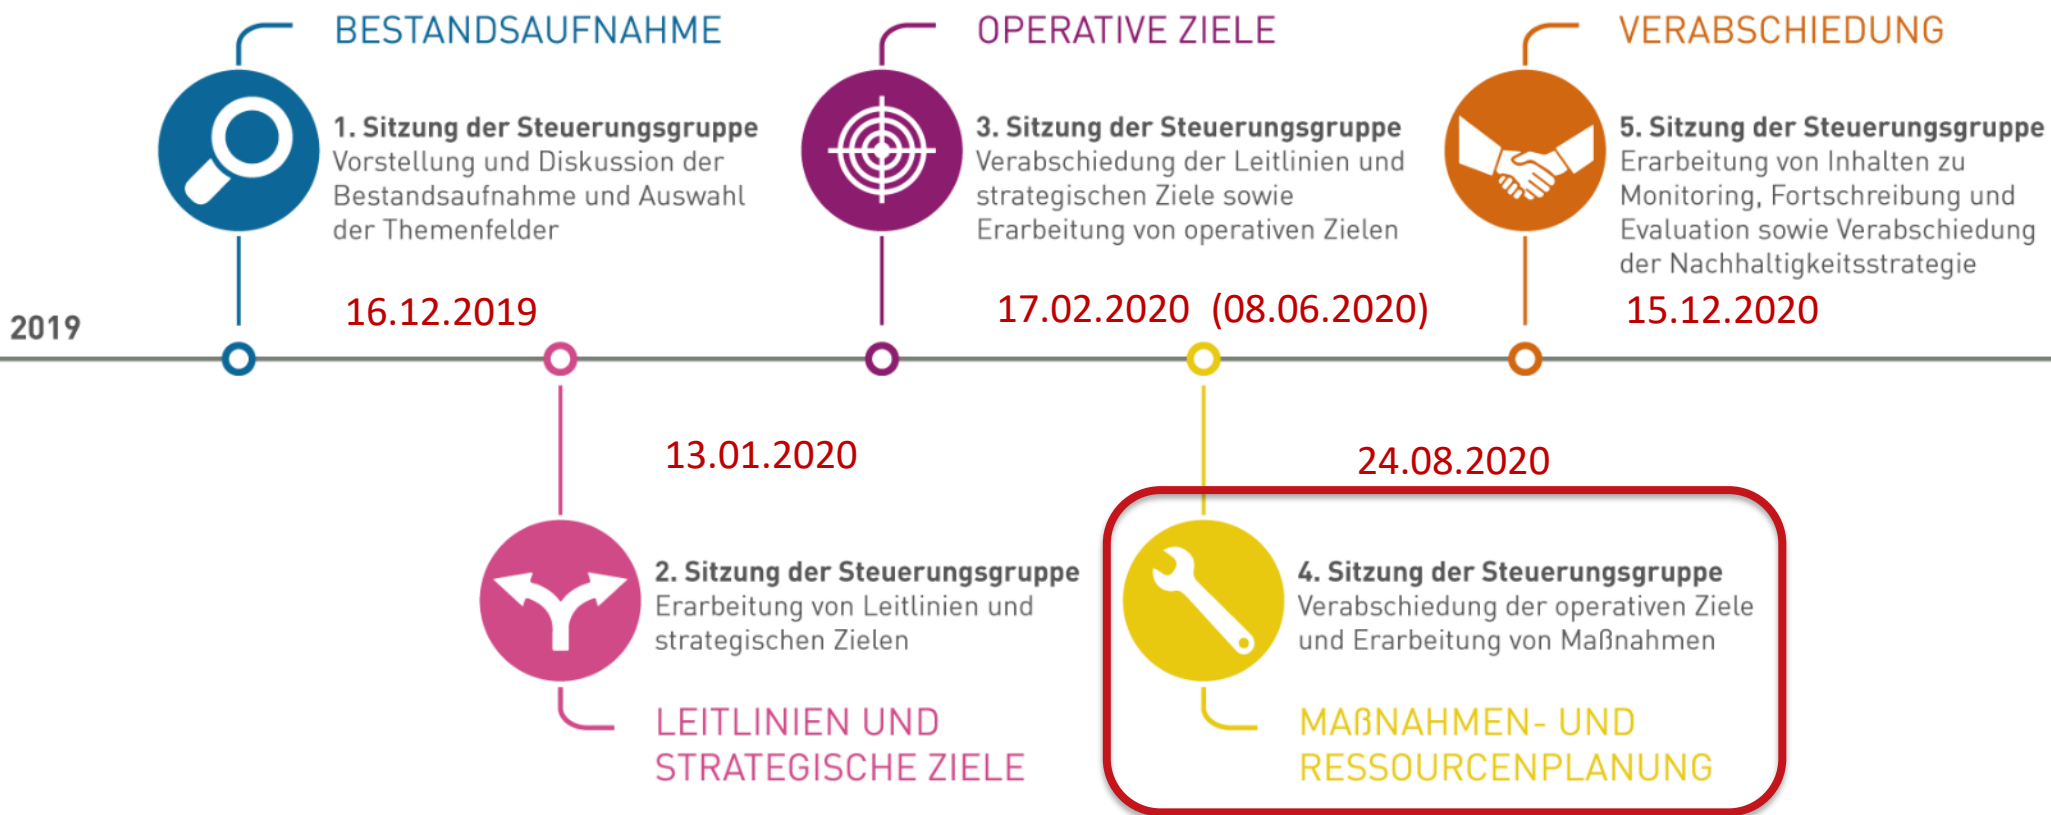 BESTANDSAUFNAHME
1. Sitzung der Steuerungsgruppe
Vorstellung und Diskussion der
Bestandsaufnahme und Auswahl
der Themenfelder
16.12.2019
OPERATIVE ZIELE
3. Sitzung der Steuerungsgruppe
Verabschiedung der Leitlinien und
strategischen Ziele sowie
Erarbeitung von operativen Zielen
17.02.2020 (08.06.2020)
VERABSCHIEDUNG
5. Sitzung der Steuerungsgruppe
Erarbeitung von Inhalten zu
Monitoring, Fortschreibung und
Evaluation sowie Verabschiedung
der Nachhaltigkeitsstrategie
15.12.2020
2019
13.01.2020
2. Sitzung der Steuerungsgruppe
Erarbeitung von Leitlinien und
strategischen Zielen
LEITLINIEN UND
STRATEGISCHE ZIELE
24.08.2020
4. Sitzung der Steuerungsgruppe
Verabschiedung der operativen Ziele
und Erarbeitung von Maßnahmen
MAßNAHMEN- UND
RESSOURCENPLANUNG